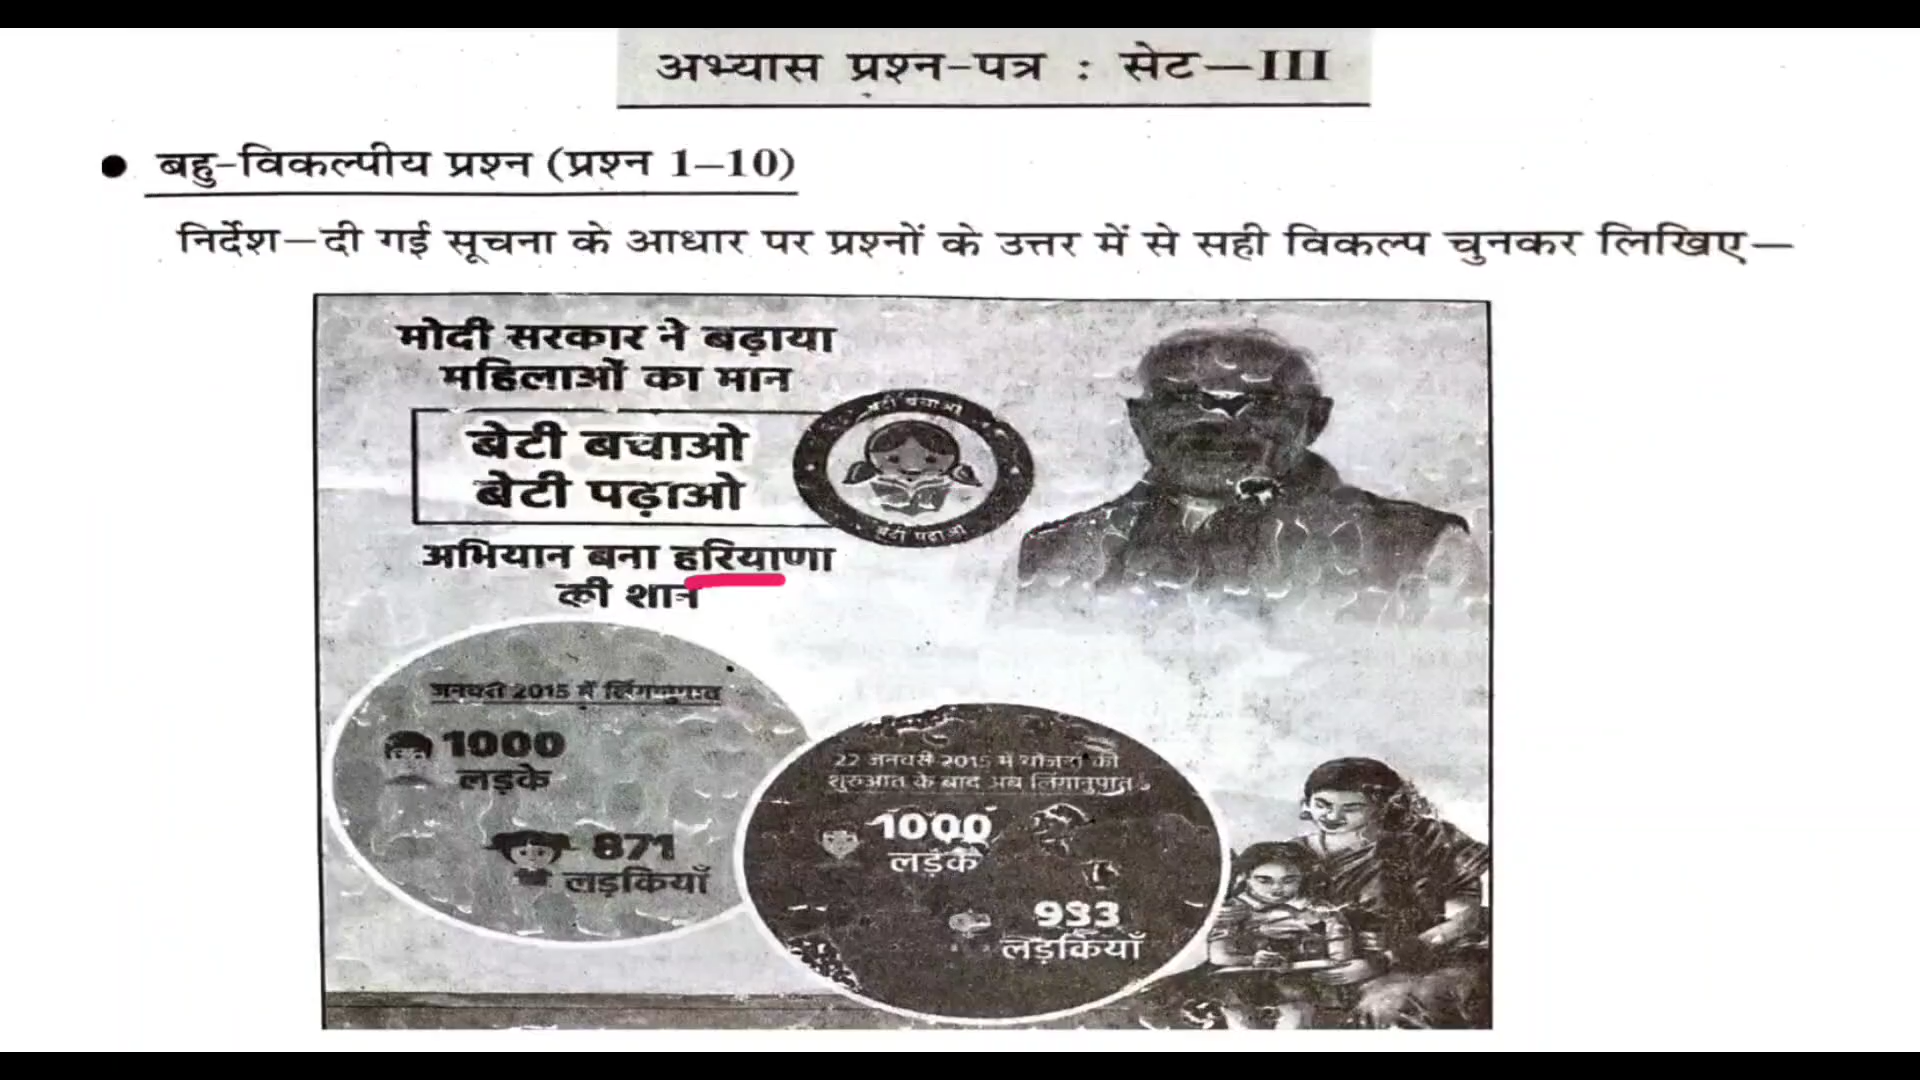 अभ्यास प्रश्न-पत्र : सेट—III
● बहु-विकल्पीय प्रश्न (प्रश्न 1–10)
निर्देश—दी गई सूचना के आधार पर प्रश्नों के उत्तर में से सही विकल्प चुनकर लिखिए—
मोदी सरकार ने बढ़ाया
महिलाओं का मान
बेटी बचाओ
बेटी पढ़ाओ
बेटी बचाओ
बेटी पढ़ाओ
अभियान बना हरियाणा
की शान
जनवरी 2015 में लिंगानुपात
1000
लड़के
871
लड़कियाँ
22 जनवरी 2015 में योजना की
शुरुआत के बाद अब लिंगानुपात
1000
लड़के
933
लड़कियाँ